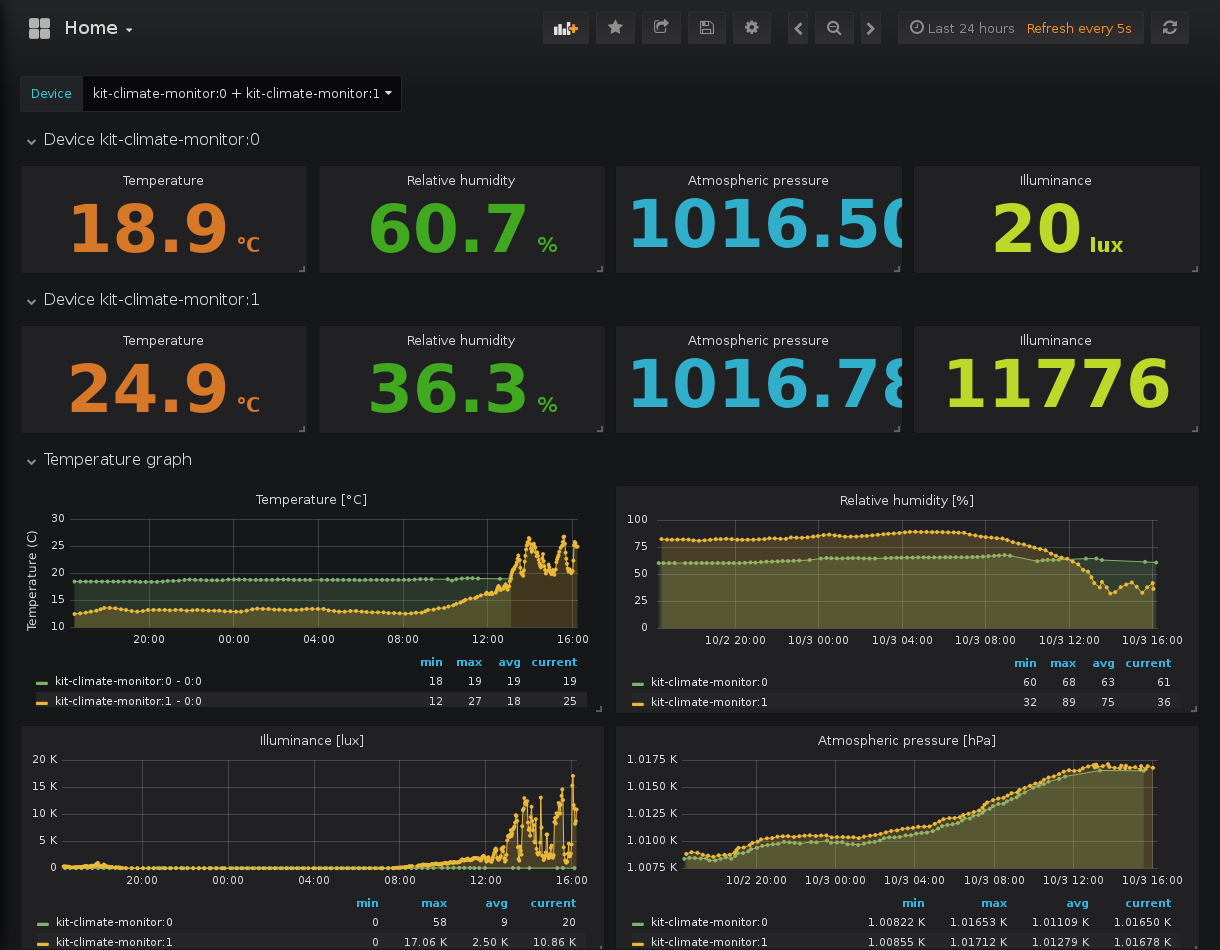 Home
Last 24 hours Refresh every 5s
Device kit-climate-monitor:0 + kit-climate-monitor:1
Device kit-climate-monitor:0
Temperature Relative humidity Atmospheric pressure Illuminance
18.9 °C 60.7 % 1016.50 20 lux
Device kit-climate-monitor:1
Temperature Relative humidity Atmospheric pressure Illuminance
24.9 °C 36.3 % 1016.78 11776
Temperature graph
Temperature [°C]
Temperature (C)
30
25
20
15
10
20:00 00:00 04:00 08:00 12:00 16:00
min max avg current
kit-climate-monitor:0 - 0:0 18 19 19 19
kit-climate-monitor:1 - 0:0 12 27 18 25
Relative humidity [%]
100
75
50
25
0
10/2 20:00 10/3 00:00 10/3 04:00 10/3 08:00 10/3 12:00 10/3 16:00
min max avg current
kit-climate-monitor:0 60 68 63 61
kit-climate-monitor:1 32 89 75 36
Illuminance [lux]
20 K
15 K
10 K
5 K
0
20:00 00:00 04:00 08:00 12:00 16:00
min max avg current
kit-climate-monitor:0 0 58 9 20
kit-climate-monitor:1 0 17.06 K 2.50 K 10.86 K
Atmospheric pressure [hPa]
1.0175 K
1.0150 K
1.0125 K
1.0100 K
1.0075 K
10/2 20:00 10/3 00:00 10/3 04:00 10/3 08:00 10/3 12:00 10/3 16:00
min max avg current
kit-climate-monitor:0 1.00822 K 1.01653 K 1.01109 K 1.01650 K
kit-climate-monitor:1 1.00855 K 1.01712 K 1.01279 K 1.01678 K